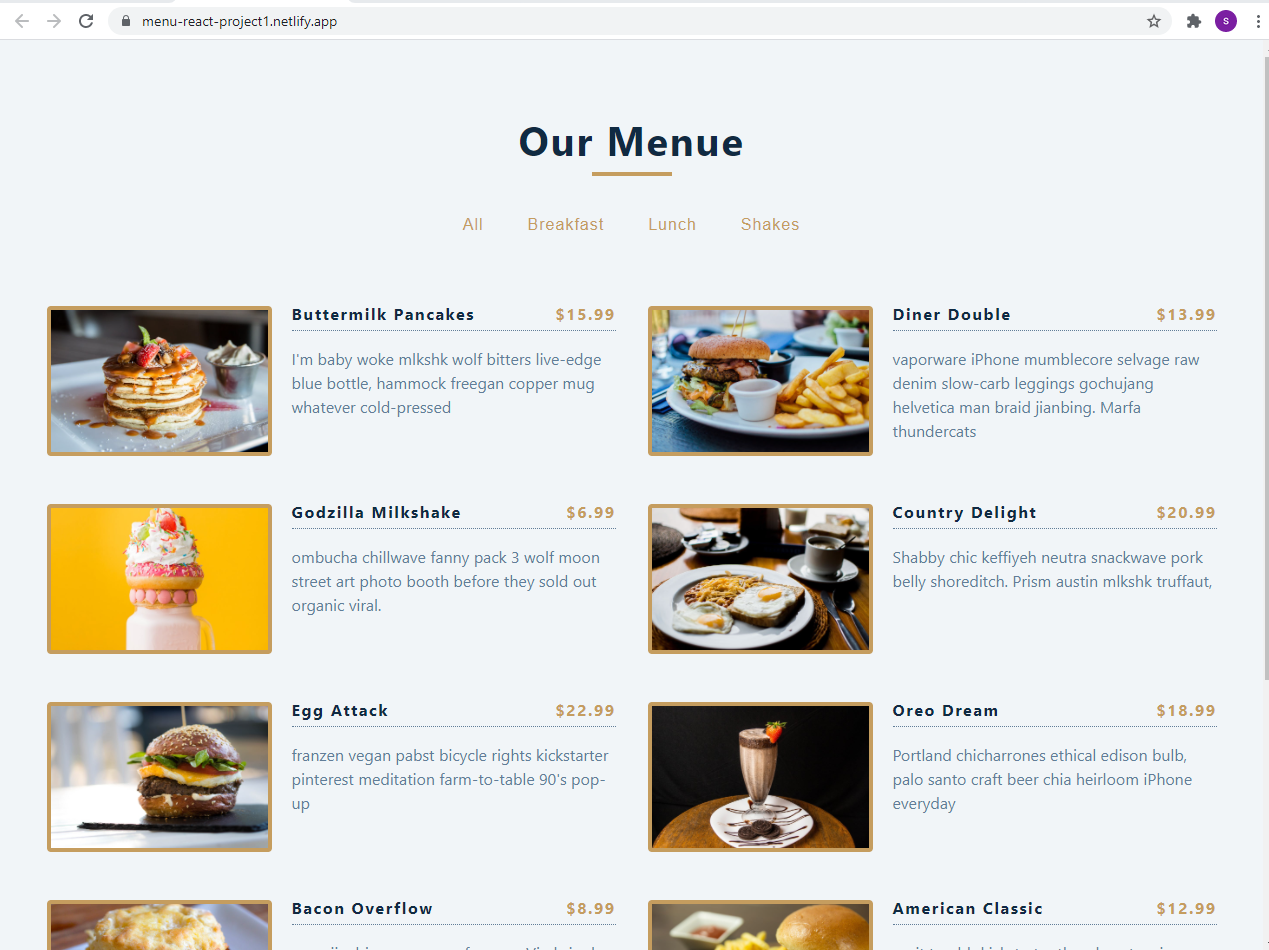 menu-react-project1.netlify.app
S
Our Menue
All Breakfast Lunch Shakes
Buttermilk Pancakes $15.99
I'm baby woke mlkshk wolf bitters live-edge
blue bottle, hammock freegan copper mug
whatever cold-pressed
Diner Double $13.99
vaporware iPhone mumblecore selvage raw
denim slow-carb leggings gochujang
helvetica man braid jianbing. Marfa
thundercats
Godzilla Milkshake $6.99
ombucha chillwave fanny pack 3 wolf moon
street art photo booth before they sold out
organic viral.
Country Delight $20.99
Shabby chic keffiyeh neutra snackwave pork
belly shoreditch. Prism austin mlkshk truffaut,
Egg Attack $22.99
franzen vegan pabst bicycle rights kickstarter
pinterest meditation farm-to-table 90's pop-
up
Oreo Dream $18.99
Portland chicharrones ethical edison bulb,
palo santo craft beer chia heirloom iPhone
everyday
Bacon Overflow $8.99
American Classic $12.99